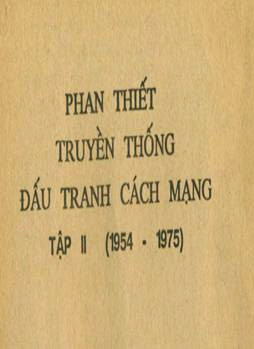 PHAN THIẾT
TRUYỀN THỐNG
ĐẤU TRANH CÁCH MẠNG
TẬP II (1954 - 1975)